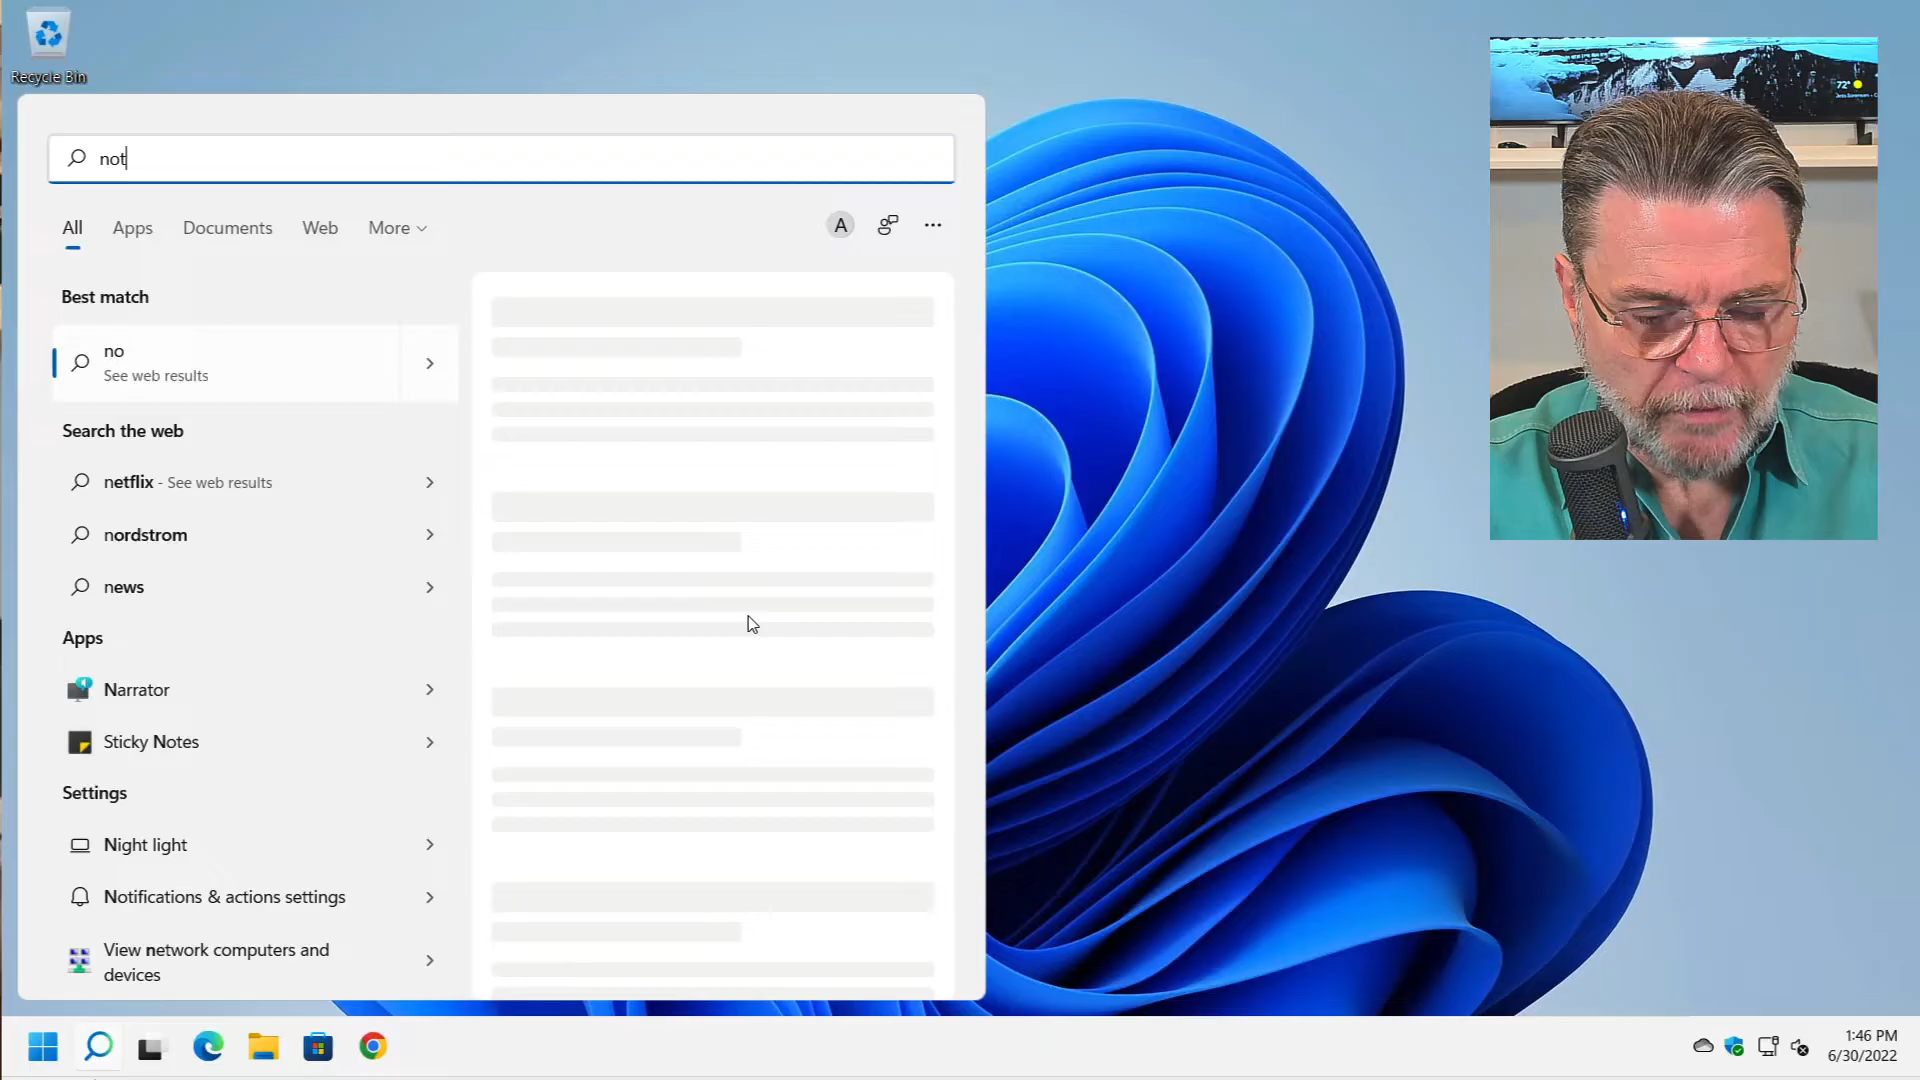 Recycle Bin
not
All Apps Documents Web More
A
Best match
no
See web results
Search the web
netflix - See web results
nordstrom
news
Apps
Narrator
Sticky Notes
Settings
Night light
Notifications & actions settings
View network computers and
devices
72°
1:46 PM
6/30/2022